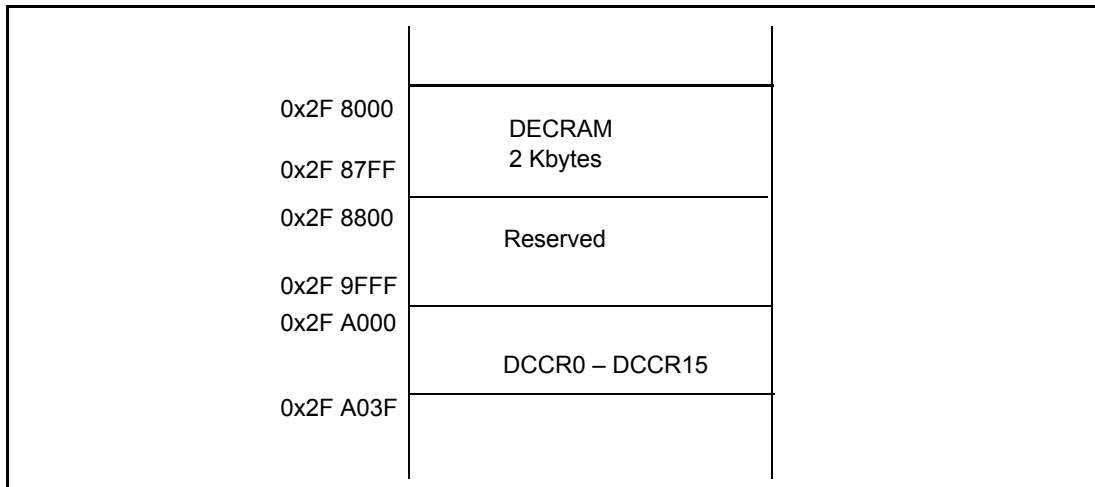 0x2F 8000
DECRAM
2 Kbytes
0x2F 87FF
0x2F 8800
Reserved
0x2F 9FFF
0x2F A000
DCCR0 – DCCR15
0x2F A03F